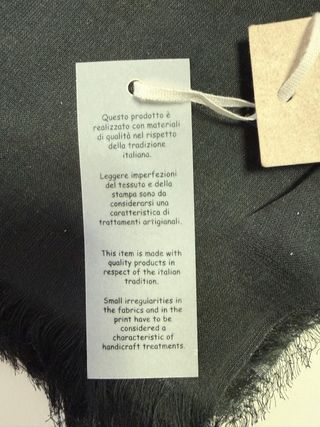 Questo prodotto è
realizzato con materiali
di qualità nel rispetto
della tradizione
italiana.
Leggere imperfezioni
del tessuto e della
stampa sono da
considerarsi una
caratteristica di
trattamenti artigianali.
This item is made with
quality products in
respect of the italian
tradition.
Small irregularities in
the fabrics and in the
print have to be
considered a
characteristic of
handicraft treatments.